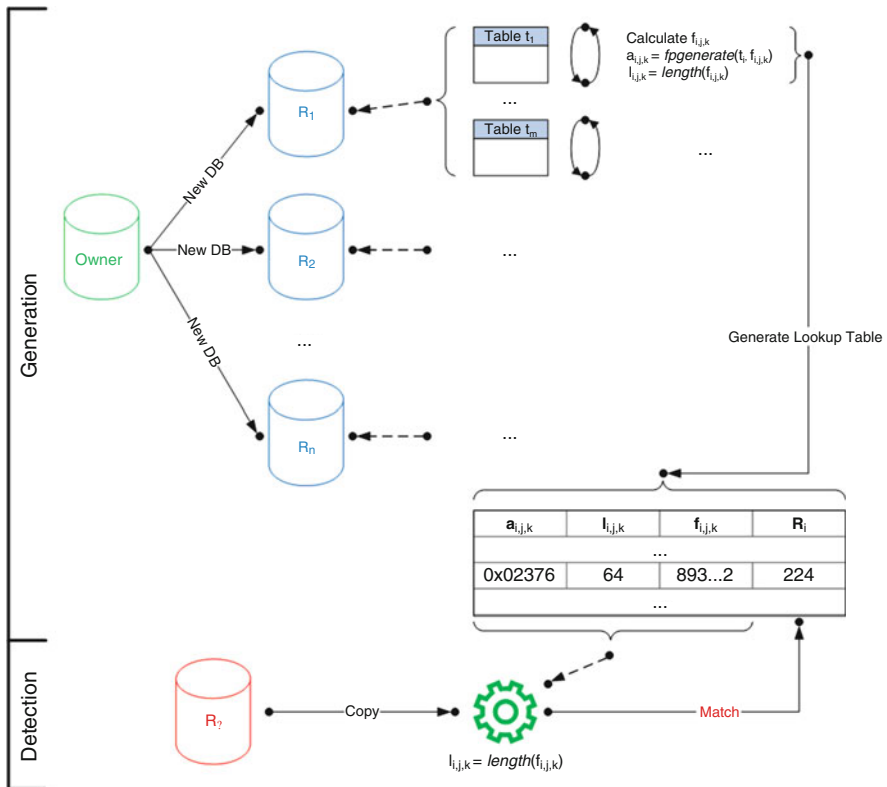 Generation
Table t1
Calculate fi,j,k
ai,j,k = fpgenerate(ti, fi,j,k)
li,j,k = length(fi,j,k)
...
R1
Table tm
...
New DB
Owner
New DB
R2
...
New DB
...
Generate Lookup Table
Rn
...
ai,j,k li,j,k fi,j,k Ri
...
0x02376 64 893...2 224
...
Detection
R?
Copy
Match
li,j,k = length(fi,j,k)